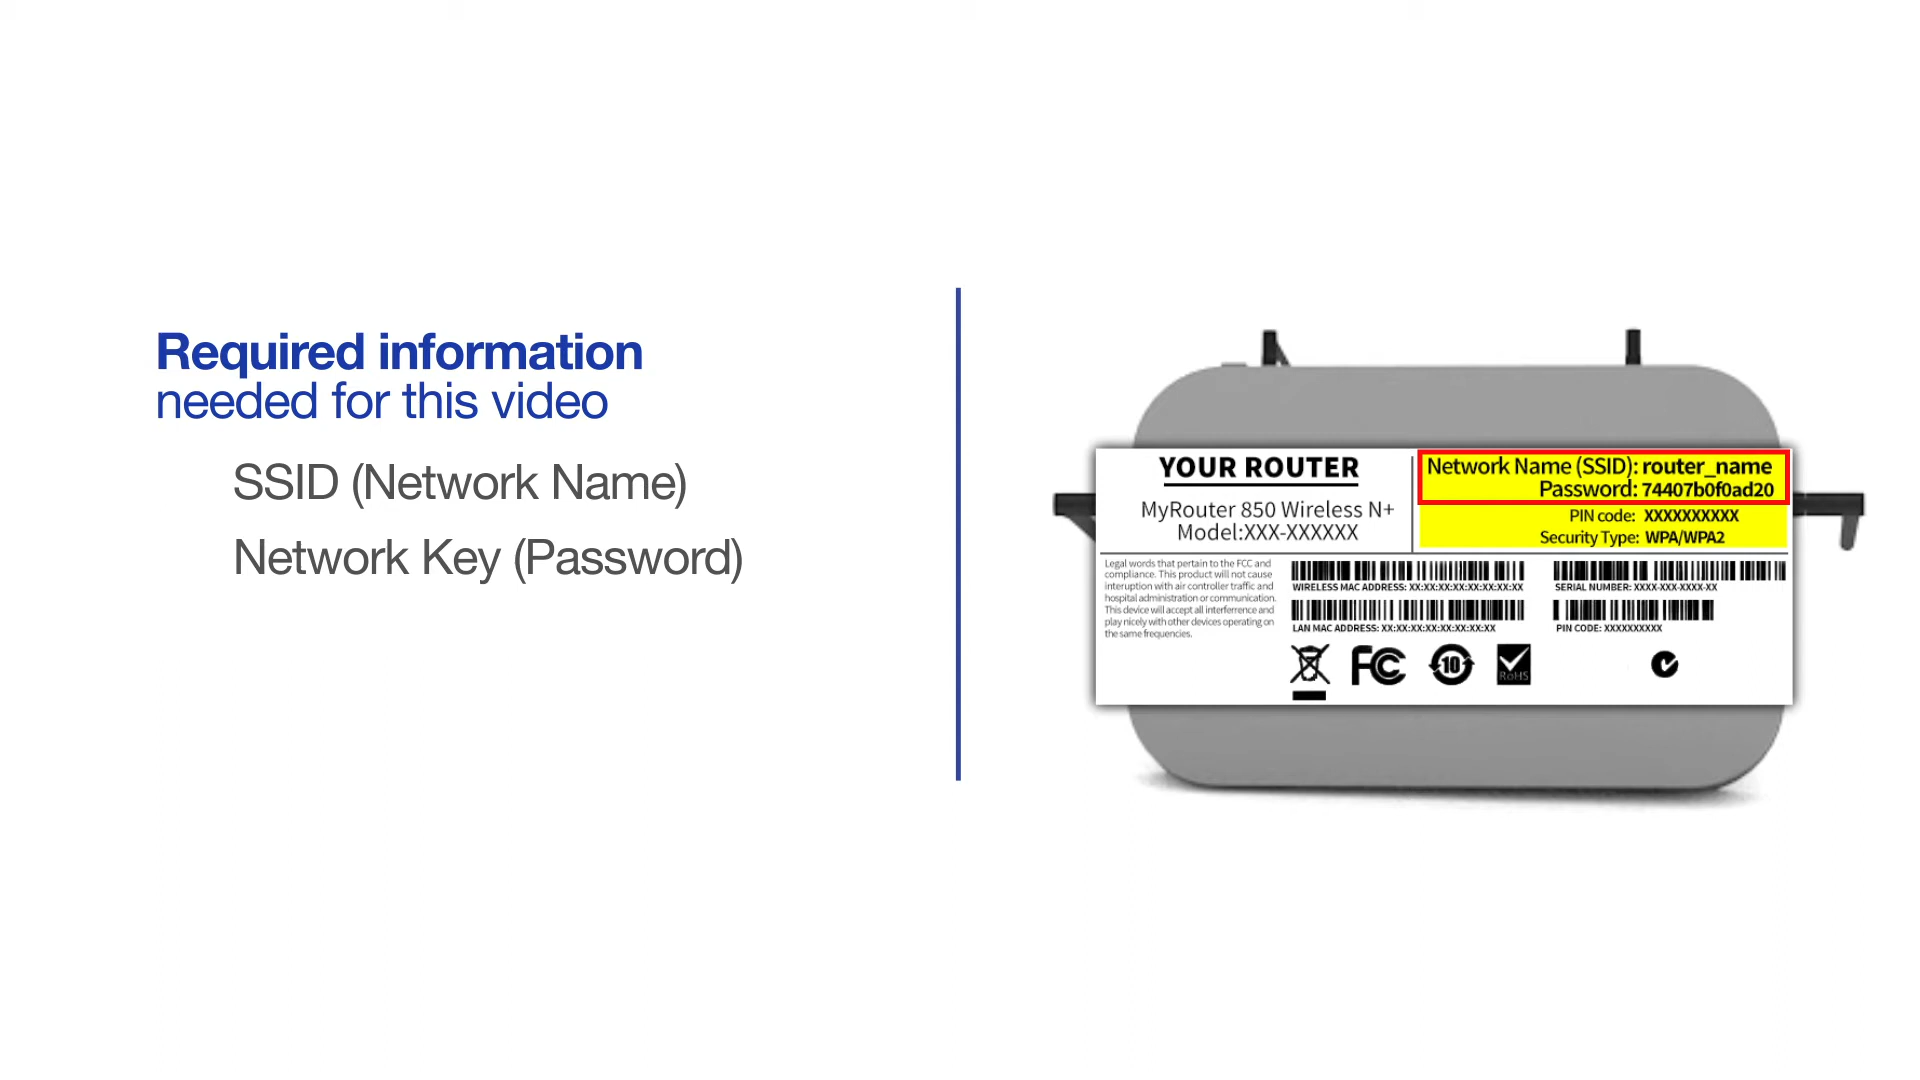 Required information
needed for this video
SSID (Network Name)
Network Key (Password)
YOUR ROUTER
MyRouter 850 Wireless N+
Model:XXX-XXXXXX
Network Name (SSID): router_name
Password: 74407b0f0ad20
PIN code: XXXXXXXXXX
Security Type: WPA/WPA2
Legal words that pertain to the FCC and
compliance. This product will not cause
interuption with air controller traffic and
hospital administration or communication.
This device will accept all interferrence and
play nicely with other devices operating on
the same frequencies.
WIRELESS MAC ADDRESS: XX:XX:XX:XX:XX:XX:XX:XX
SERIAL NUMBER: XXXX-XXX-XXXX-XX
LAN MAC ADDRESS: XX:XX:XX:XX:XX:XX:XX:XX
PIN CODE: XXXXXXXXXX
FC
10
RoHS